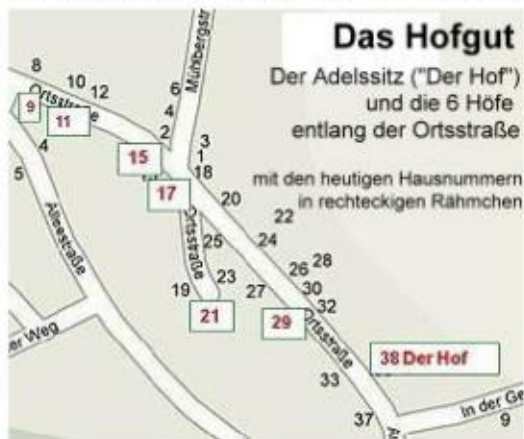 Das Hofgut
Der Adelssitz ("Der Hof")
und die 6 Höfe
entlang der Ortsstraße
mit den heutigen Hausnummern
in rechteckigen Rähmchen
Mühlbergstr
8
10
12
6
4
Ortsstraße
9
11
2
3
1
15
4
5
18
17
20
22
Alleestraße
Ortsstraße
25
24
28
26
23
19
27
30
32
21
29
Ortsstraße
er Weg
38 Der Hof
33
37
In der Ge
9